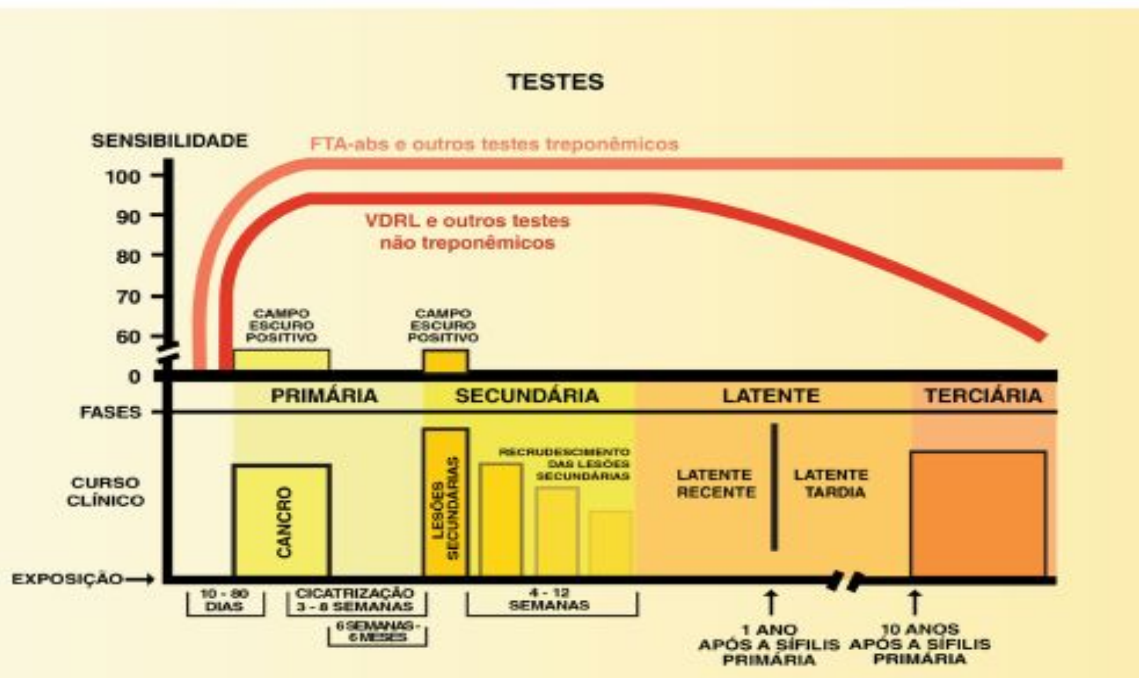 TESTES
SENSIBILIDADE
FTA-abs e outros testes treponêmicos
100
90
80
70
60
0
VDRL e outros testes
não treponêmicos
CAMPO
ESCURO
POSITIVO
CAMPO
ESCURO
POSITIVO
PRIMÁRIA
SECUNDÁRIA
LATENTE
TERCIÁRIA
FASES
CURSO
CLÍNICO
CANCRO
LESÕES
SECUNDÁRIAS
RECRUDESCIMENTO
DAS LESÕES
SECUNDÁRIAS
LATENTE
RECENTE
LATENTE
TARDIA
EXPOSIÇÃO
10 - 80
DIAS
CICATRIZAÇÃO
3 - 8 SEMANAS
6 SEMANAS -
6 MESES
4 - 12
SEMANAS
1 ANO
APÓS A SÍFILIS
PRIMÁRIA
10 ANOS
APÓS A SÍFILIS
PRIMÁRIA